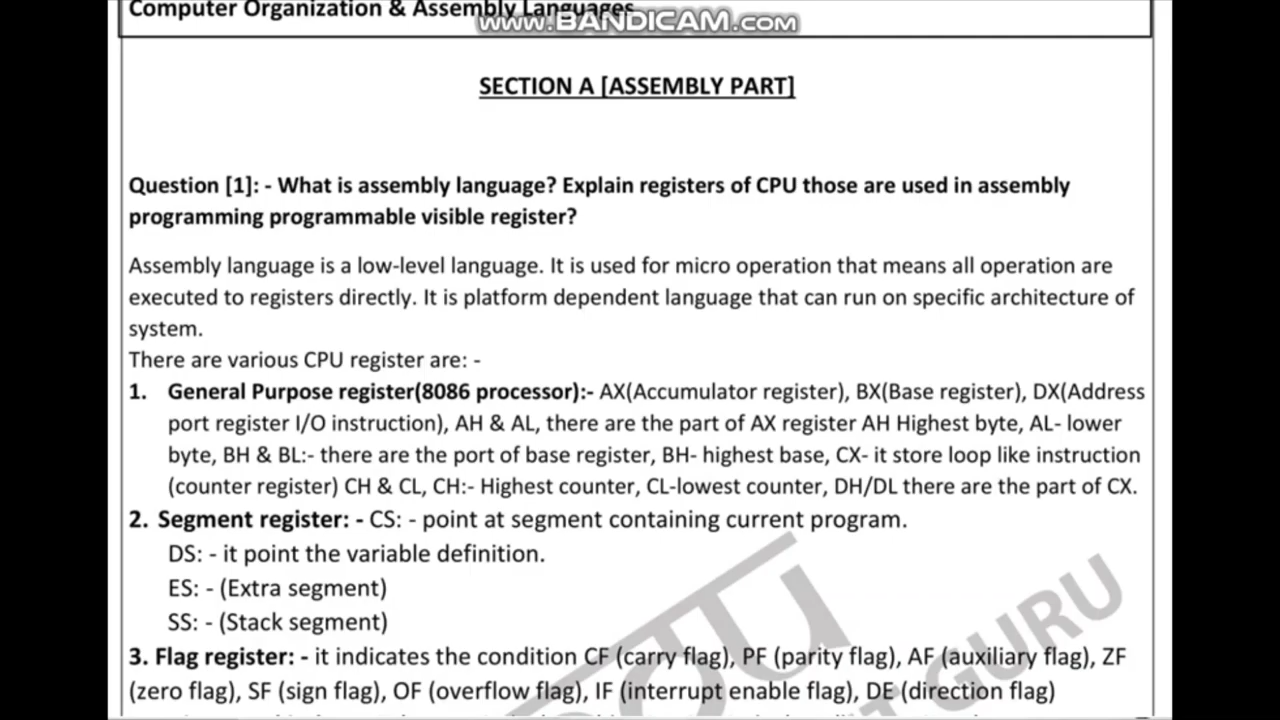 Computer Organization & Assembly Languages
www.BANDICAM.com
SECTION A [ASSEMBLY PART]
Question [1]: - What is assembly language? Explain registers of CPU those are used in assembly
programming programmable visible register?
Assembly language is a low-level language. It is used for micro operation that means all operation are
executed to registers directly. It is platform dependent language that can run on specific architecture of
system.
There are various CPU register are: -
1. General Purpose register(8086 processor):- AX(Accumulator register), BX(Base register), DX(Address
port register I/O instruction), AH & AL, there are the part of AX register AH Highest byte, AL- lower
byte, BH & BL:- there are the port of base register, BH- highest base, CX- it store loop like instruction
(counter register) CH & CL, CH:- Highest counter, CL-lowest counter, DH/DL there are the part of CX.
2. Segment register: - CS: - point at segment containing current program.
DS: - it point the variable definition.
ES: - (Extra segment)
SS: - (Stack segment)
3. Flag register: - it indicates the condition CF (carry flag), PF (parity flag), AF (auxiliary flag), ZF
(zero flag), SF (sign flag), OF (overflow flag), IF (interrupt enable flag), DE (direction flag)
GURU